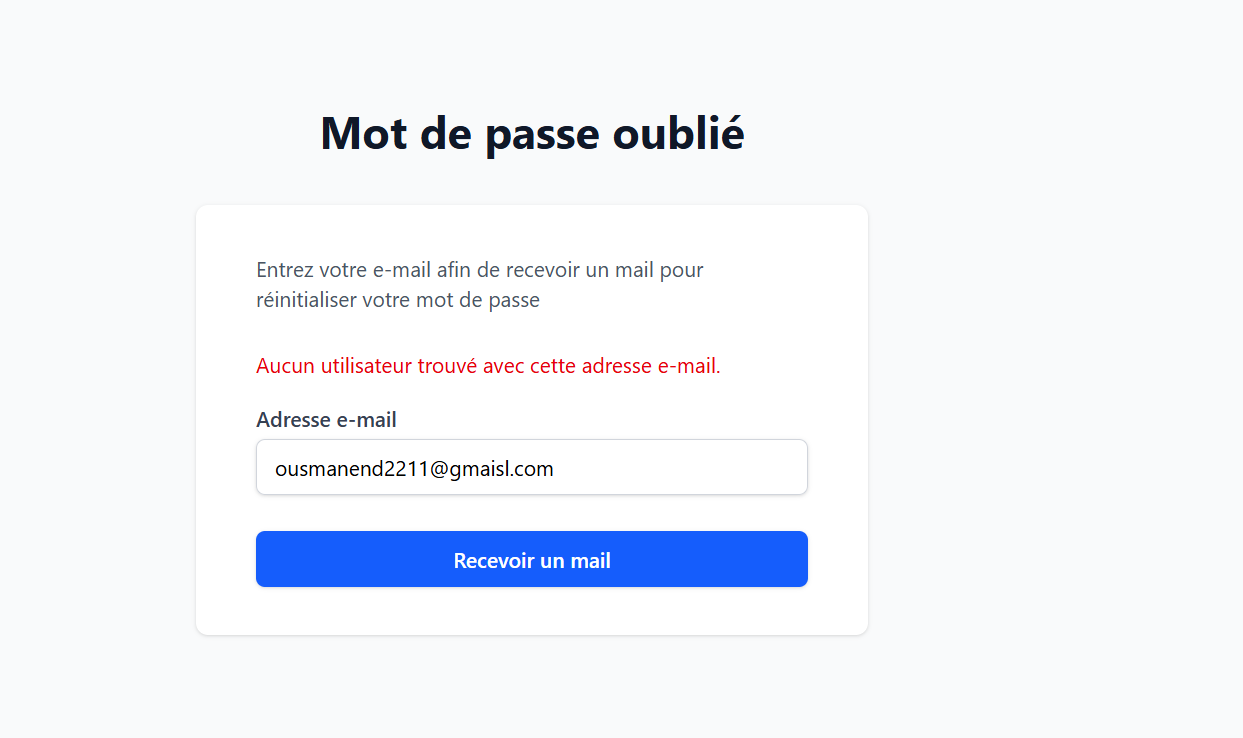 Mot de passe oublié
Entrez votre e-mail afin de recevoir un mail pour
réinitialiser votre mot de passe
Aucun utilisateur trouvé avec cette adresse e-mail.
Adresse e-mail
ousmanend2211@gmaisl.com
Recevoir un mail